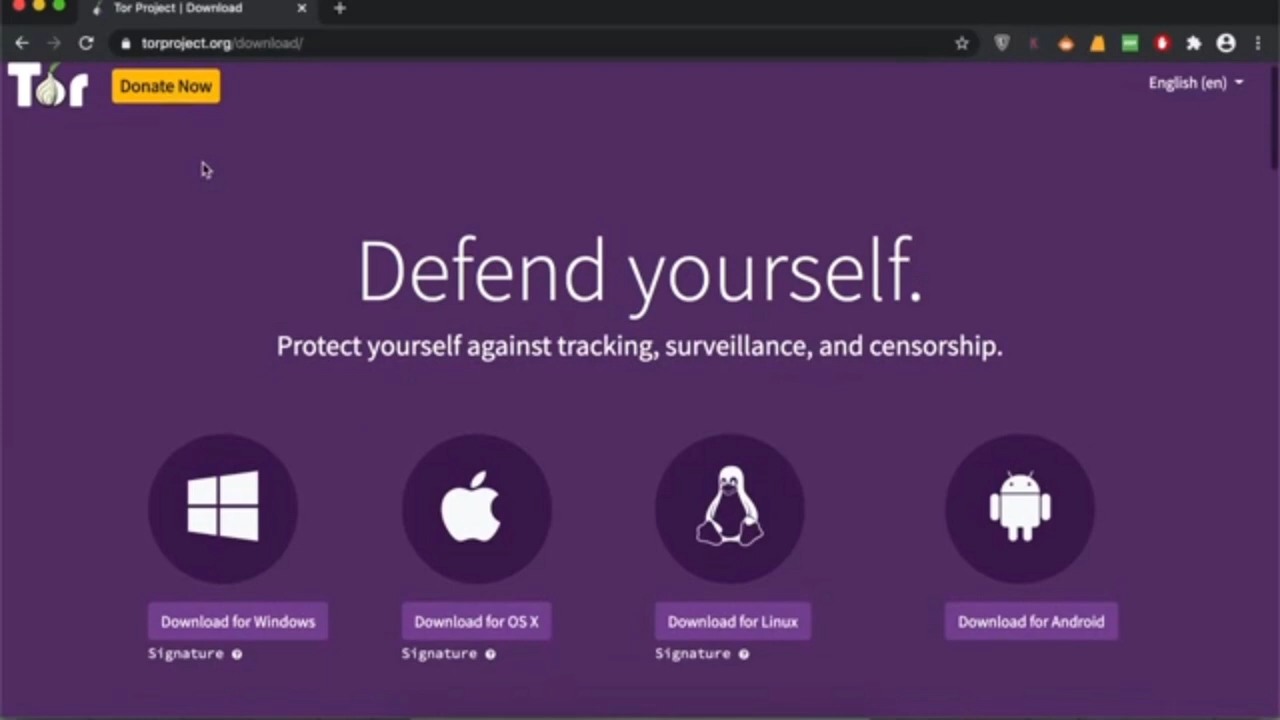 Tor Project | Download
torproject.org/download/
Tor
Donate Now
English (en)
Defend yourself.
Protect yourself against tracking, surveillance, and censorship.
Download for Windows
Download for OS X
Download for Linux
Download for Android
Signature
Signature
Signature